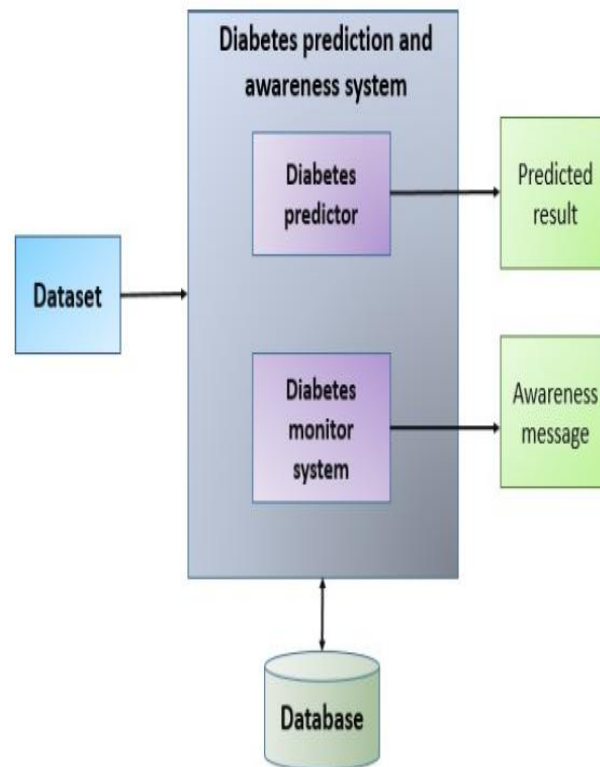 Diabetes prediction and
awareness system
Diabetes
predictor
Predicted
result
Dataset
Diabetes
monitor
system
Awareness
message
Database